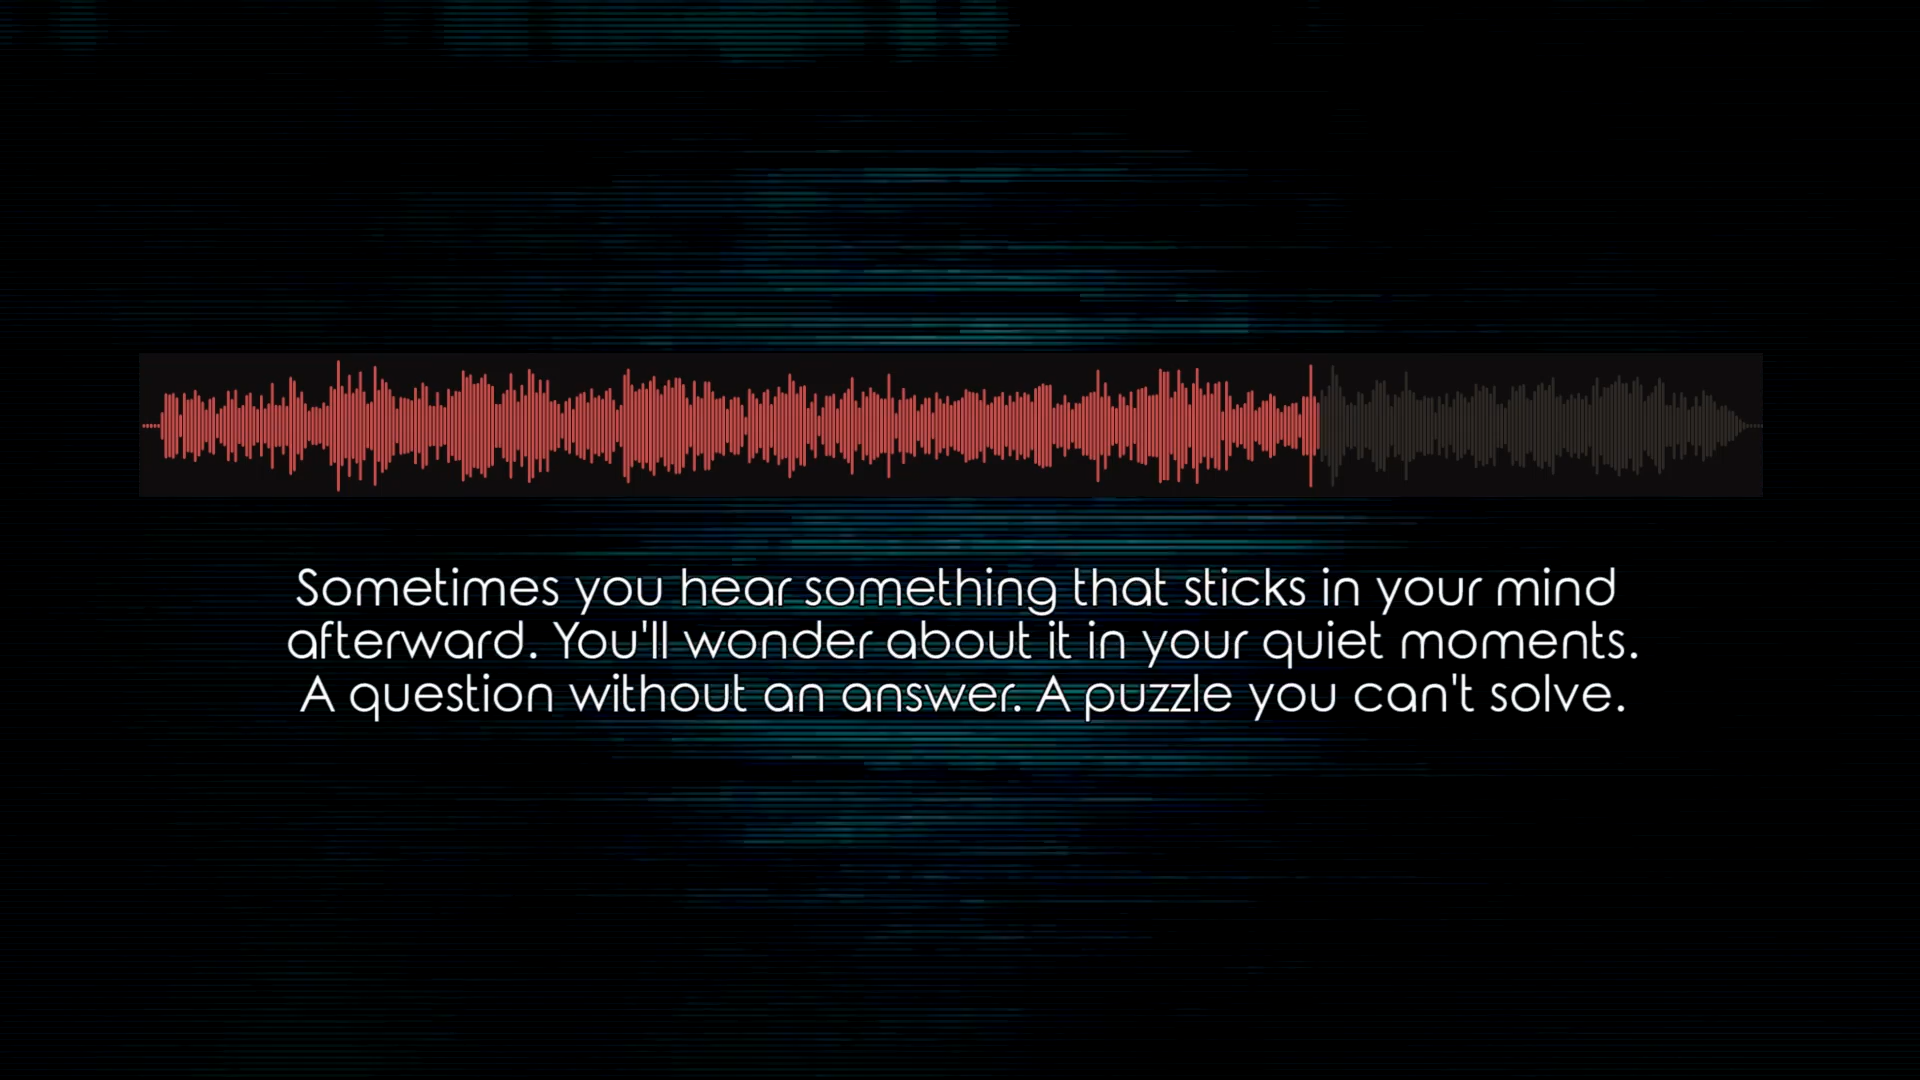 Sometimes you hear something that sticks in your mind
afterward. You'll wonder about it in your quiet moments.
A question without an answer. A puzzle you can't solve.